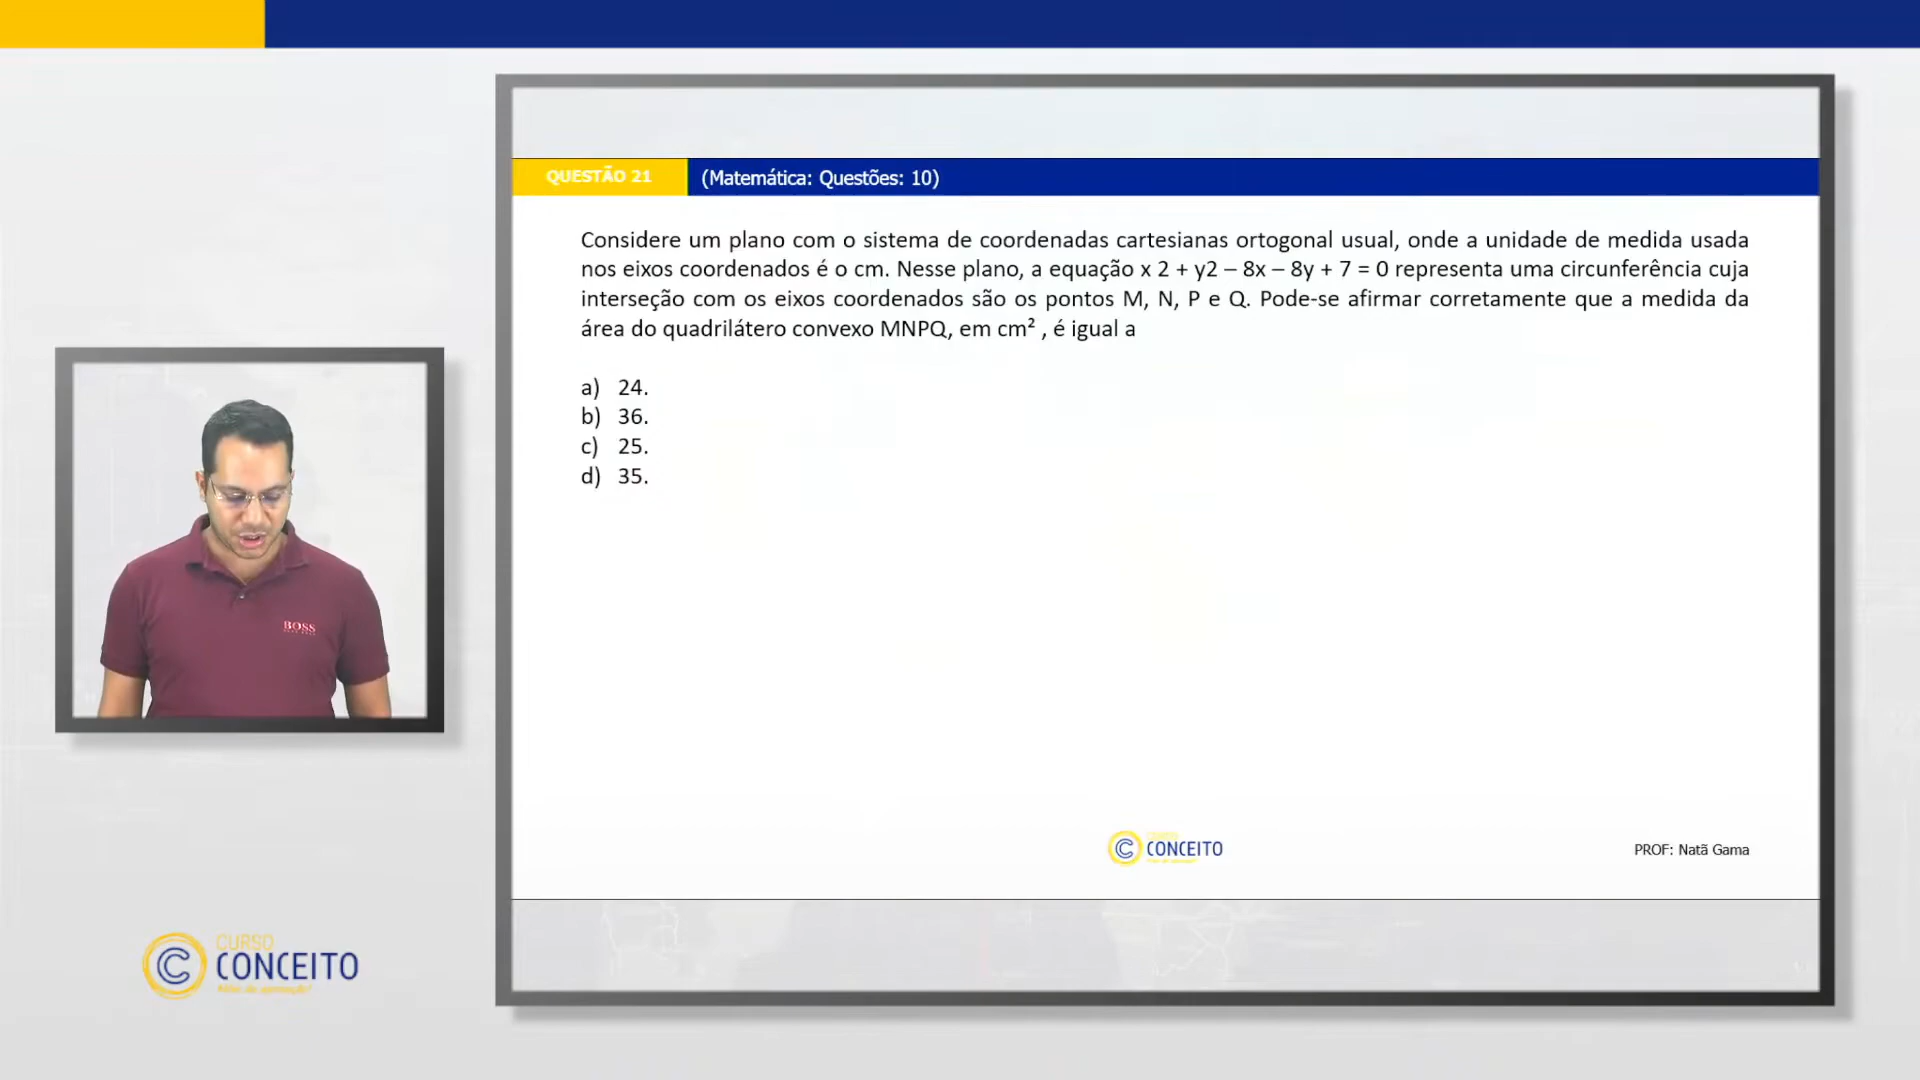 QUESTÃO 21
(Matemática: Questões: 10)
Considere um plano com o sistema de coordenadas cartesianas ortogonal usual, onde a unidade de medida usada
nos eixos coordenados é o cm. Nesse plano, a equação x 2 + y2 – 8x – 8y + 7 = 0 representa uma circunferência cuja
interseção com os eixos coordenados são os pontos M, N, P e Q. Pode-se afirmar corretamente que a medida da
área do quadrilátero convexo MNPQ, em cm² , é igual a
a) 24.
b) 36.
c) 25.
d) 35.
BOSS
CONCEITO
PROF: Natã Gama
CURSO
CONCEITO